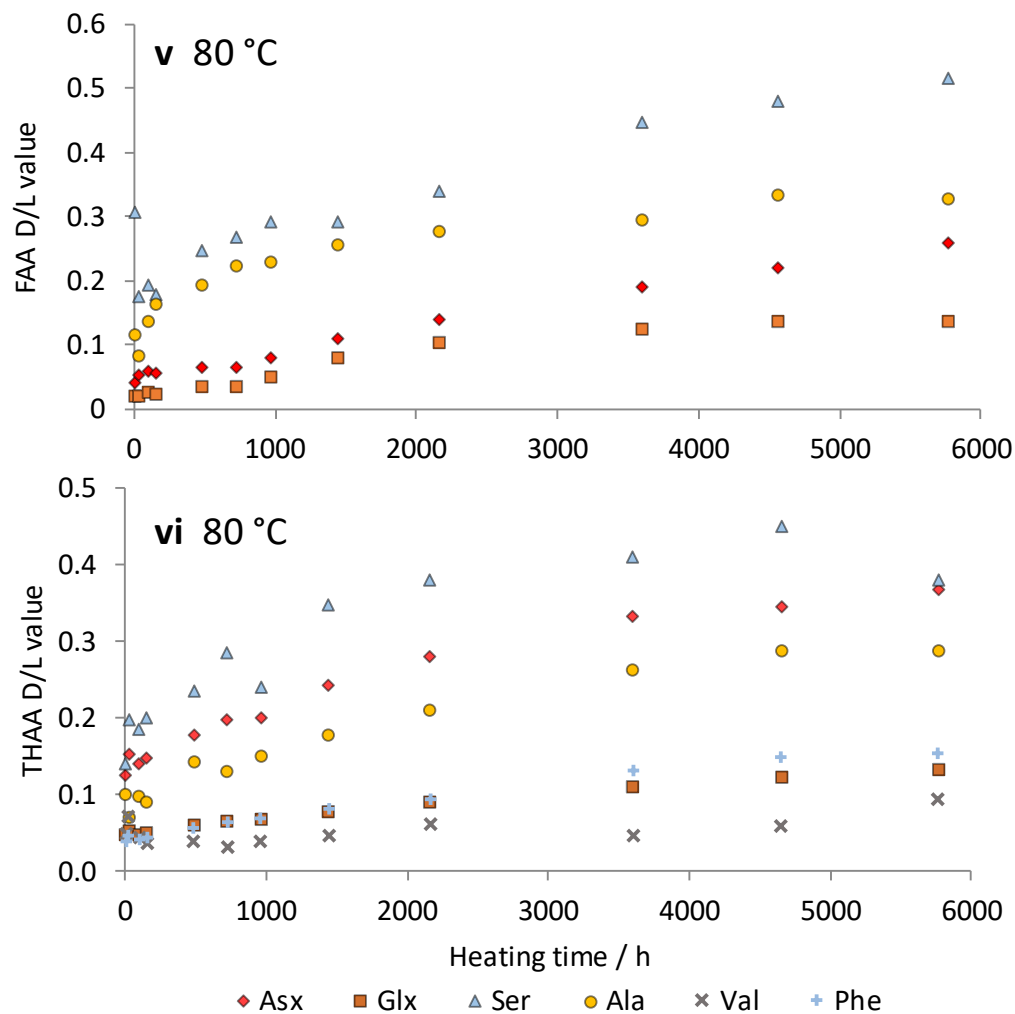 0.6
v 80 °C
0.5
0.4
0.3
0.2
0.1
0
FAA D/L value
0 1000 2000 3000 4000 5000 6000
0.5
vi 80 °C
0.4
0.3
0.2
0.1
0.0
THAA D/L value
0 1000 2000 3000 4000 5000 6000
Heating time / h
Asx Glx Ser Ala Val Phe